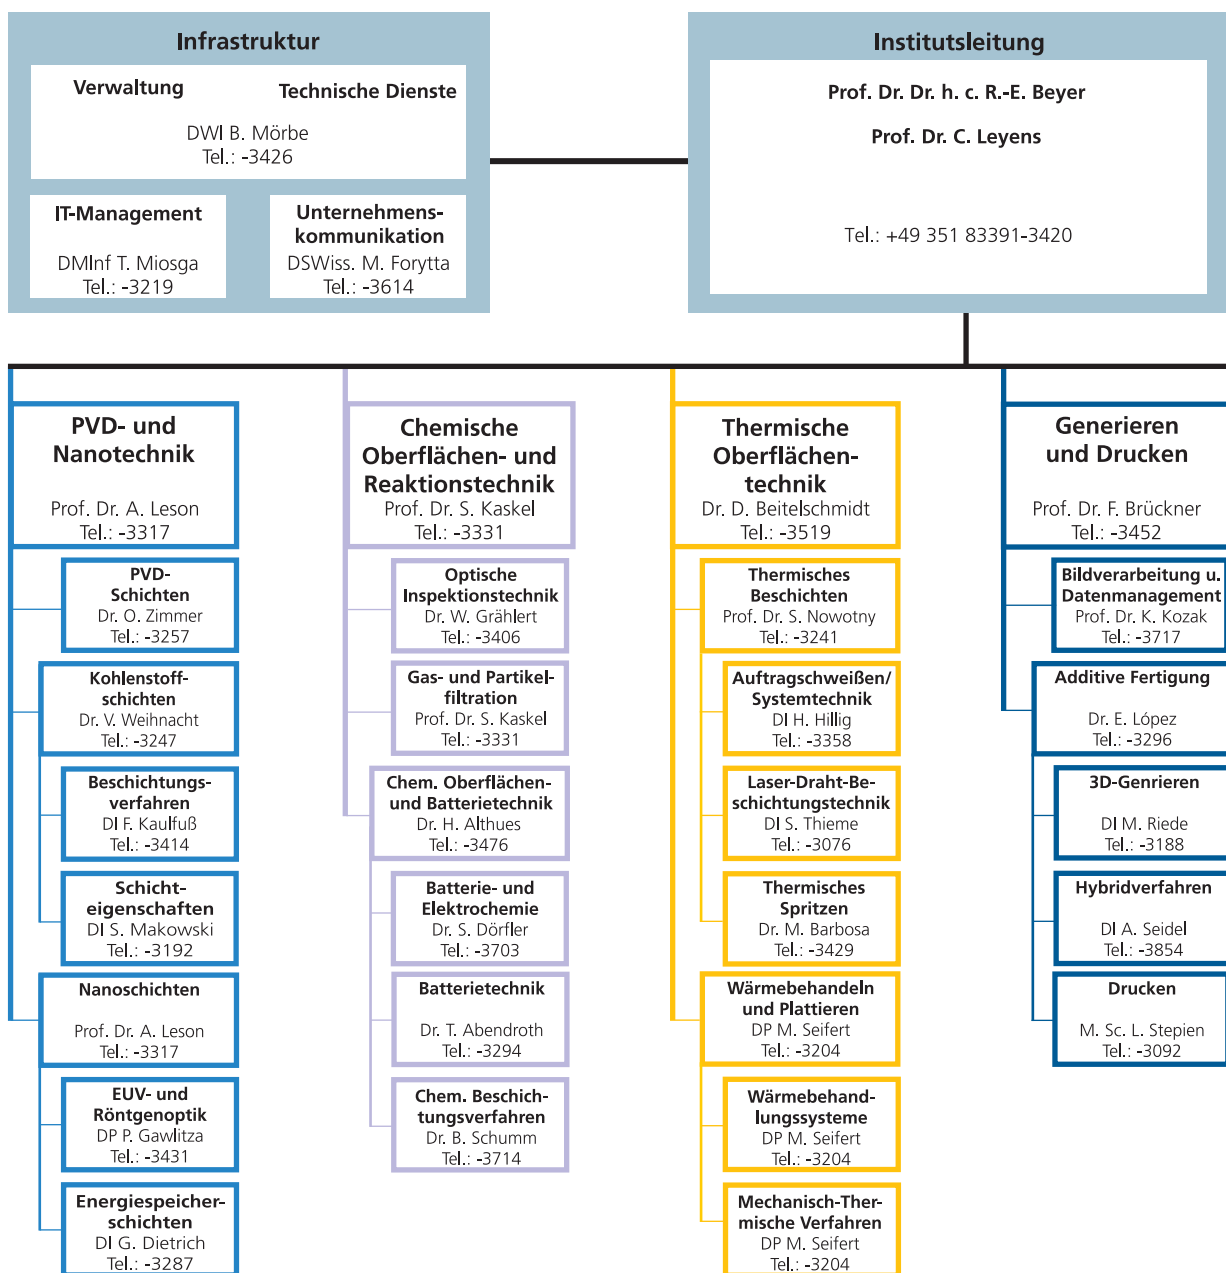 Infrastruktur
Verwaltung
Technische Dienste
DWI B. Mörbe
Tel.: -3426
IT-Management
DMInf T. Miosga
Tel.: -3219
Unternehmens-
kommunikation
DSWiss. M. Forytta
Tel.: -3614
Institutsleitung
Prof. Dr. Dr. h. c. R.-E. Beyer
Prof. Dr. C. Leyens
Tel.: +49 351 83391-3420
PVD- und
Nanotechnik
Prof. Dr. A. Leson
Tel.: -3317
PVD-
Schichten
Dr. O. Zimmer
Tel.: -3257
Kohlenstoff-
schichten
Dr. V. Weihnacht
Tel.: -3247
Beschichtungs-
verfahren
DI F. Kaulfuß
Tel.: -3414
Schicht-
eigenschaften
DI S. Makowski
Tel.: -3192
Nanoschichten
Prof. Dr. A. Leson
Tel.: -3317
EUV- und
Röntgenoptik
DP P. Gawlitza
Tel.: -3431
Energiespeicher-
schichten
DI G. Dietrich
Tel.: -3287
Chemische
Oberflächen- und
Reaktionstechnik
Prof. Dr. S. Kaskel
Tel.: -3331
Optische
Inspektionstechnik
Dr. W. Grählert
Tel.: -3406
Gas- und Partikel-
filtration
Prof. Dr. S. Kaskel
Tel.: -3331
Chem. Oberflächen-
und Batterietechnik
Dr. H. Althues
Tel.: -3476
Batterie- und
Elektrochemie
Dr. S. Dörfler
Tel.: -3703
Batterietechnik
Dr. T. Abendroth
Tel.: -3294
Chem. Beschich-
tungsverfahren
Dr. B. Schumm
Tel.: -3714
Thermische
Oberflächen-
technik
Dr. D. Beitelschmidt
Tel.: -3519
Thermisches
Beschichten
Prof. Dr. S. Nowotny
Tel.: -3241
Auftragschweißen/
Systemtechnik
DI H. Hillig
Tel.: -3358
Laser-Draht-Be-
schichtungstechnik
DI S. Thieme
Tel.: -3076
Thermisches
Spritzen
Dr. M. Barbosa
Tel.: -3429
Wärmebehandeln
und Plattieren
DP M. Seifert
Tel.: -3204
Wärmebehand-
lungssysteme
DP M. Seifert
Tel.: -3204
Mechanisch-Ther-
mische Verfahren
DP M. Seifert
Tel.: -3204
Generieren
und Drucken
Prof. Dr. F. Brückner
Tel.: -3452
Bildverarbeitung u.
Datenmanagement
Prof. Dr. K. Kozak
Tel.: -3717
Additive Fertigung
Dr. E. López
Tel.: -3296
3D-Genrieren
DI M. Riede
Tel.: -3188
Hybridverfahren
DI A. Seidel
Tel.: -3854
Drucken
M. Sc. L. Stepien
Tel.: -3092